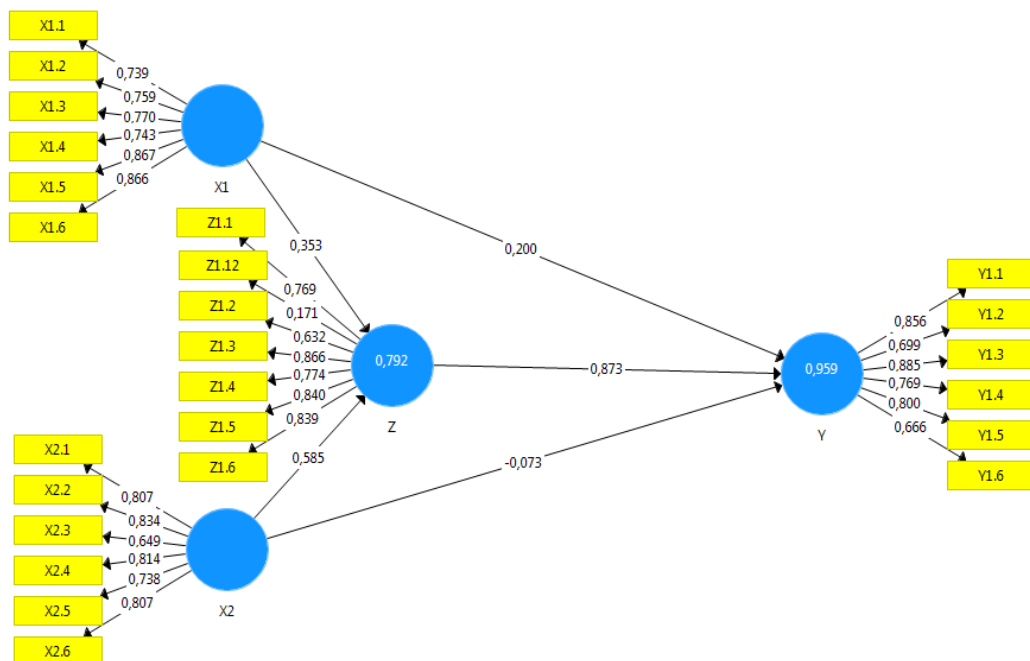 X1.1
X1.2
X1.3
X1.4
X1.5
X1.6
0,739
0,759
0,770
0,743
0,867
0,866
X1
0,353
0,200
Z1.1
Z1.12
Z1.2
Z1.3
Z1.4
Z1.5
Z1.6
0,769
0,171
0,632
0,866
0,774
0,840
0,839
0,792
Z
0,873
0,585
-0,073
0,959
Y
Y1.1
Y1.2
Y1.3
Y1.4
Y1.5
Y1.6
0,856
0,699
0,885
0,769
0,800
0,666
X2.1
X2.2
X2.3
X2.4
X2.5
X2.6
0,807
0,834
0,649
0,814
0,738
0,807
X2